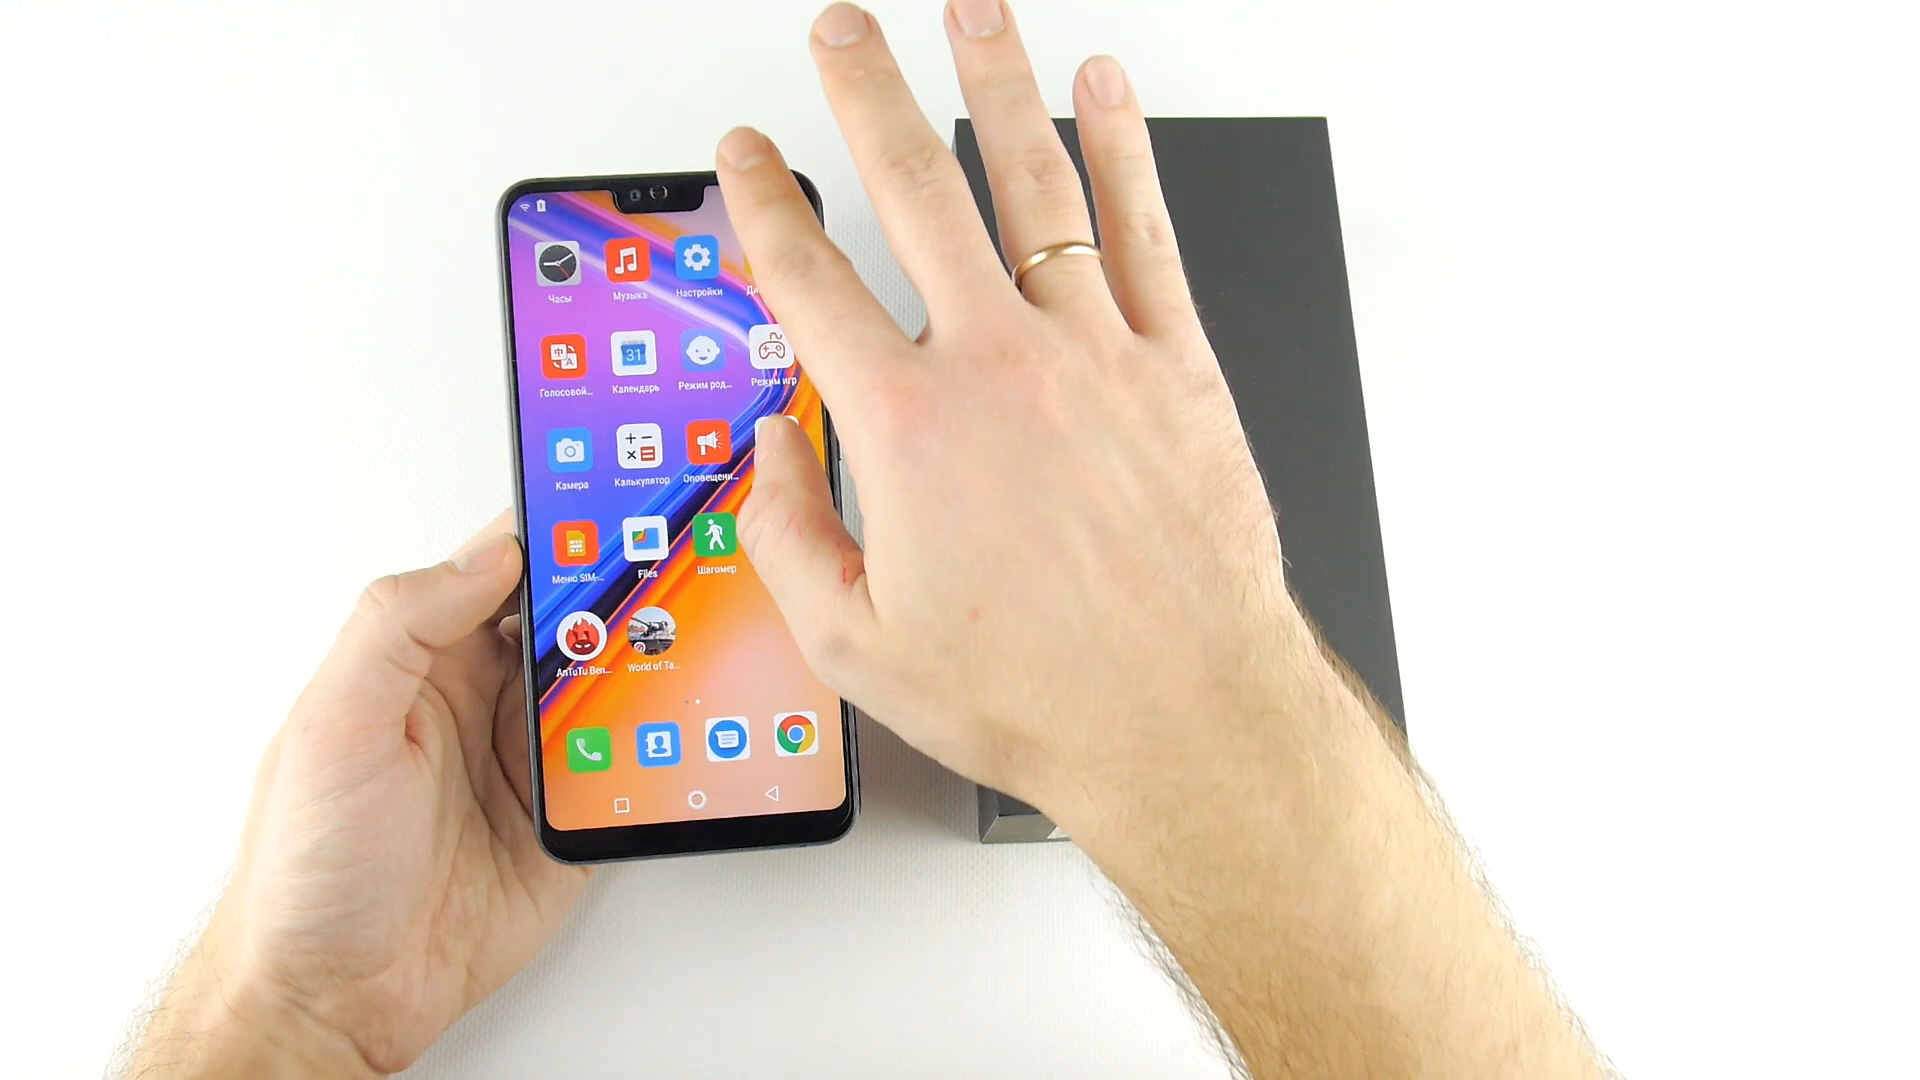 Часы
Музыка
Настройки
Голосовой...
Календарь
31
Режим род...
Режим игр
Камера
Калькулятор
Оповещени...
Меню SIM-...
Files
Шагомер
AnTuTu Ben...
World of Ta...